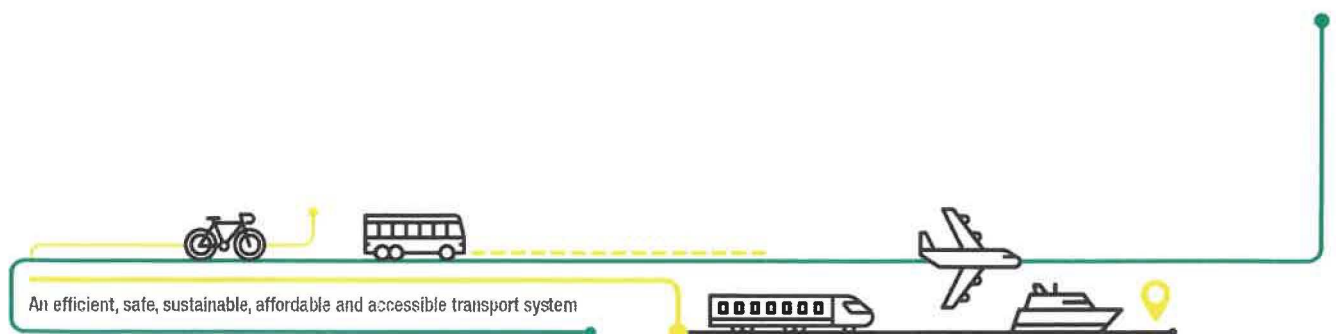 An efficient, safe, sustainable, affordable and accessible transport system